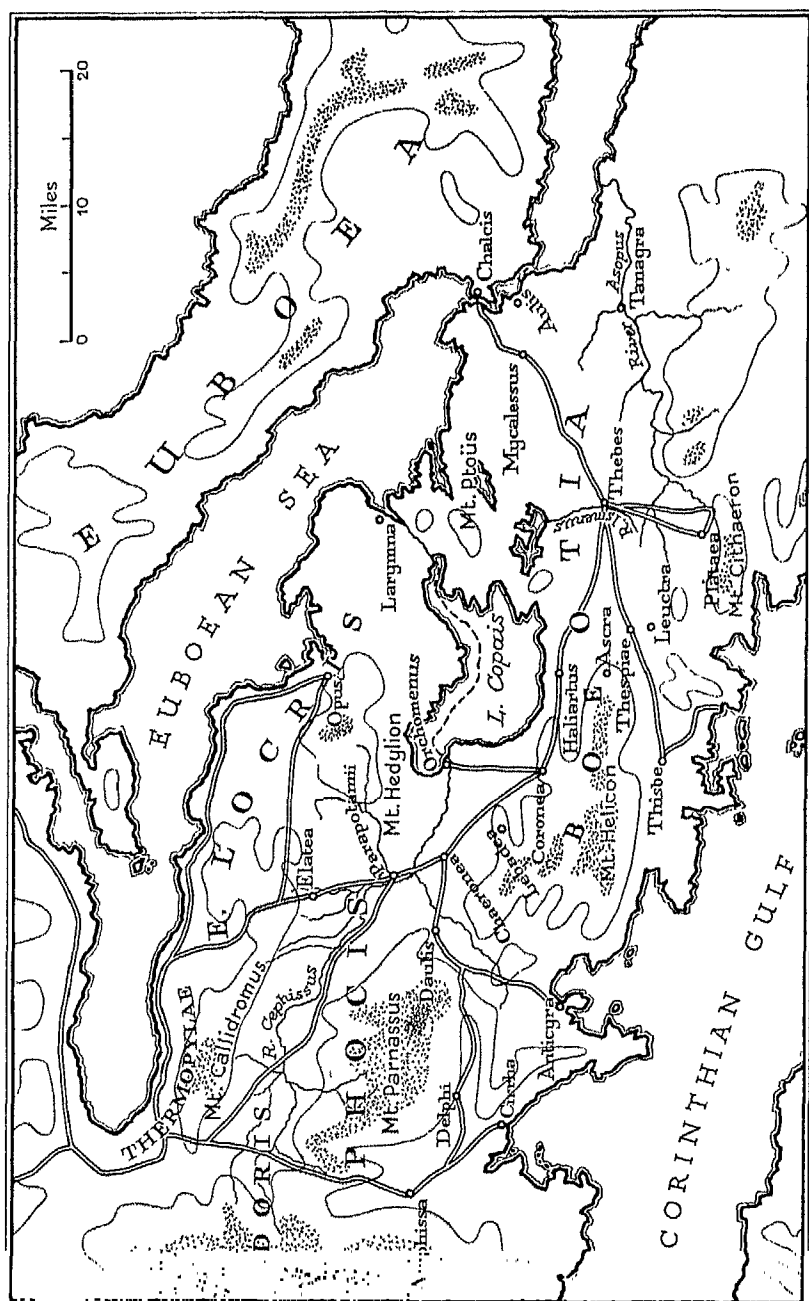 Miles
0
10
20
EUBOEA
EUBOEAN SEA
THERMOPYLAE
E. LOCRIS
DORIS
PHOCIS
BOEOTIA
CORINTHIAN GULF
Mt. Callidromus
R. Cephissus
Elatea
Opus
Parapotamii
Mt. Hedylion
Orchomenus
Larymna
L. Copais
Mt. Ptoüs
Mycalessus
Aulis
Chalcis
Mt. Parnassus
Daulis
Chaeronea
Lebadea
Coronea
Haliartus
Mt. Helicon
Ascra
Thespiae
Thisbe
Leuctra
R. Ismenus
Thebes
Plataea
Mt. Cithaeron
River Asopus
Tanagra
Amphissa
Delphi
Cirrha
Anticyra